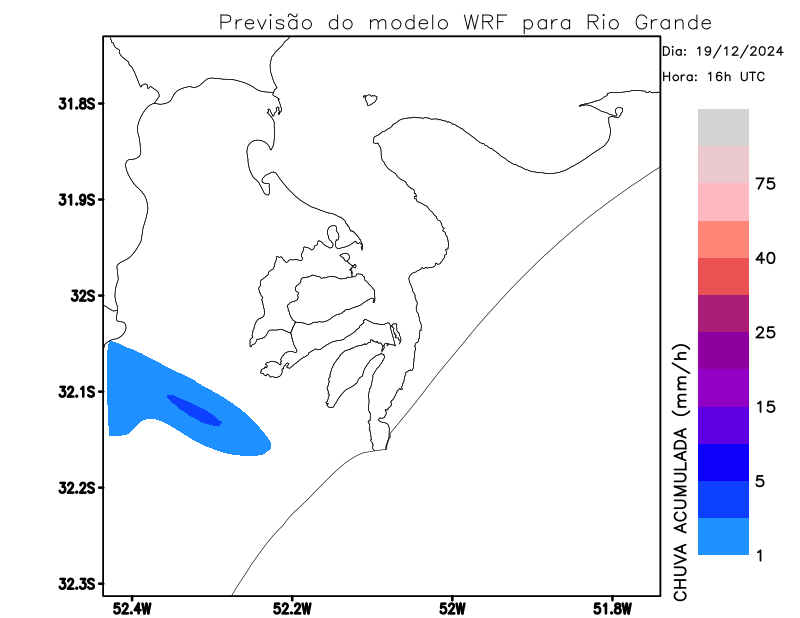 Previsão do modelo WRF para Rio Grande
Dia: 19/12/2024
Hora: 16h UTC
31.8S
31.9S
32S
32.1S
32.2S
32.3S
52.4W
52.2W
52W
51.8W
CHUVA ACUMULADA (mm/h)
75
40
25
15
5
1